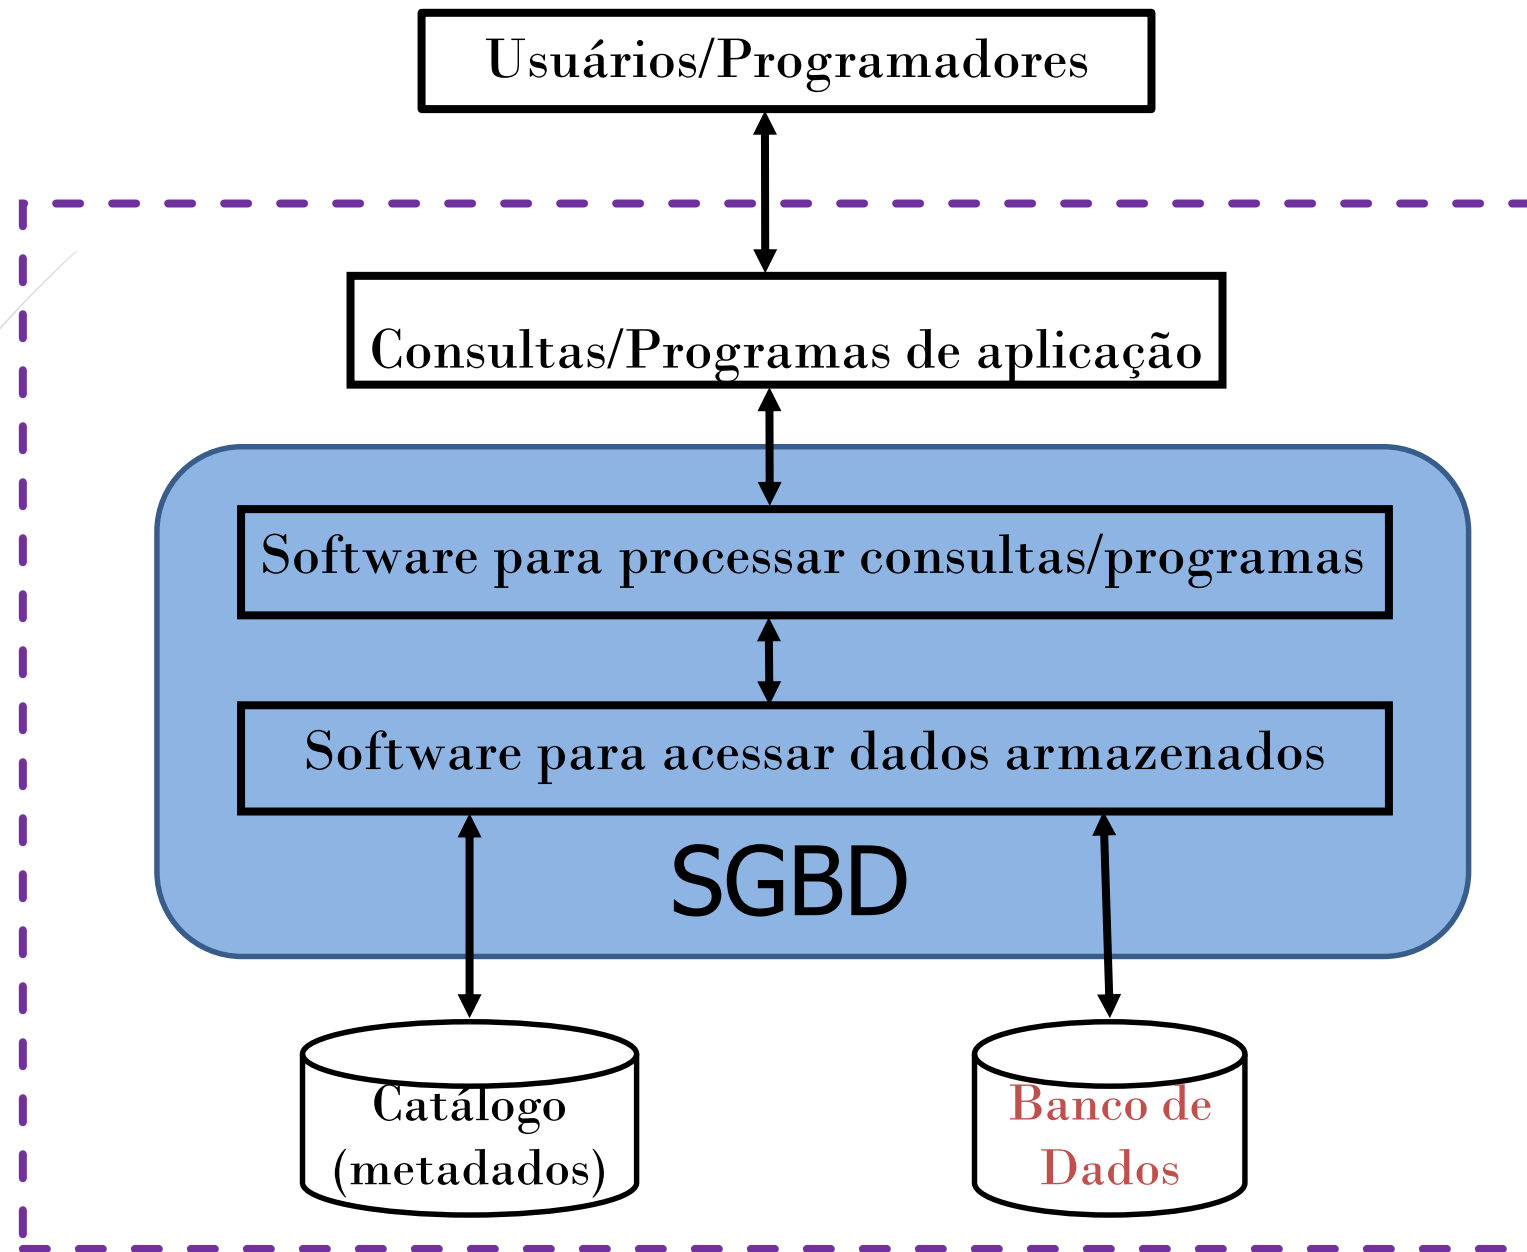 Usuários/Programadores
Consultas/Programas de aplicação
Software para processar consultas/programas
Software para acessar dados armazenados
SGBD
Catálogo
(metadados)
Banco de
Dados